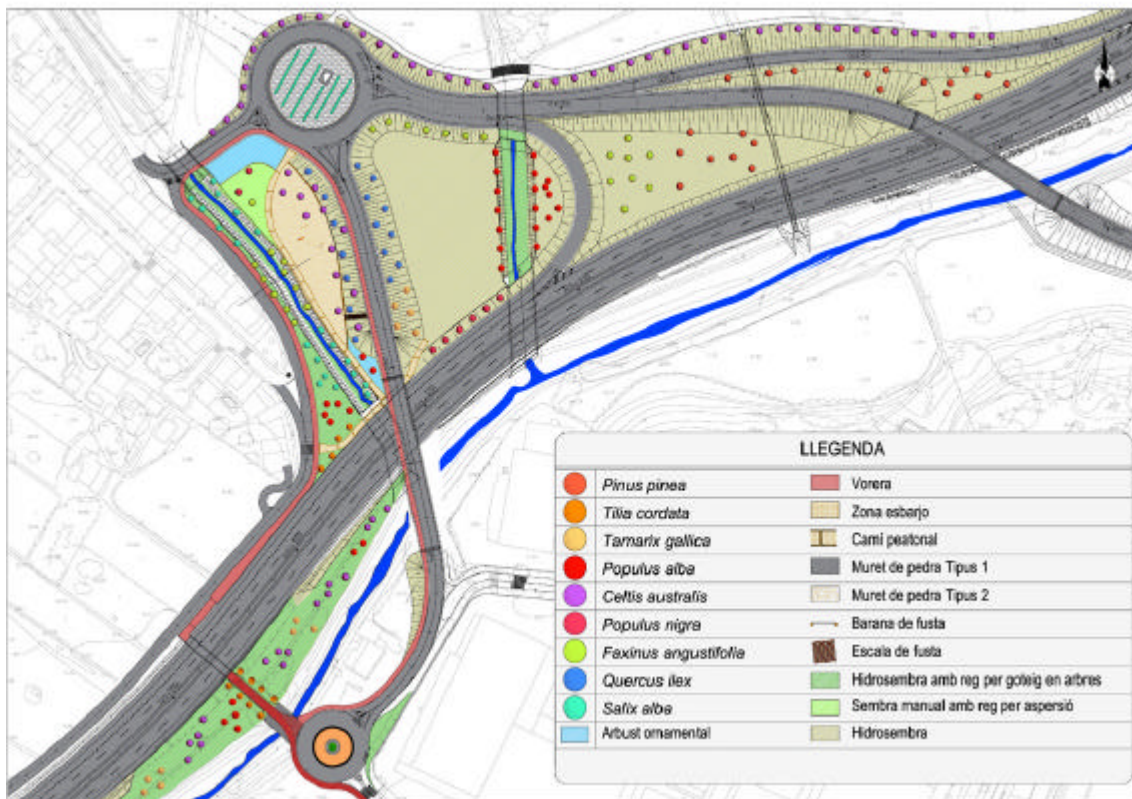 LLEGENDA
Pinus pinea
Tilia cordata
Tamarix gallica
Populus alba
Celtis australis
Populus nigra
Faxinus angustifolia
Quercus ilex
Salix alba
Arbust ornamental
Vorera
Zona esbarjo
Camí peatonal
Muret de pedra Tipus 1
Muret de pedra Tipus 2
Barana de fusta
Escala de fusta
Hidrosembra amb reg per goteig en arbres
Sembra manual amb reg per aspersió
Hidrosembra